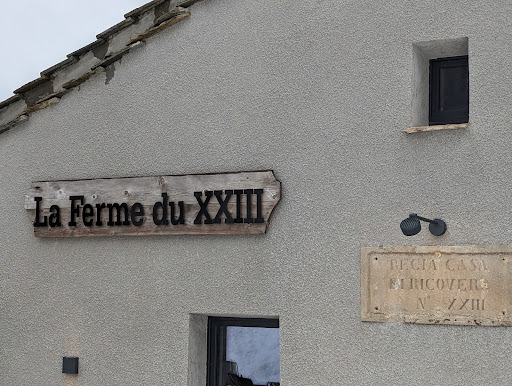 La Ferme du XXIII
REGIA CASA
DI RICOVERO
N° XXIII